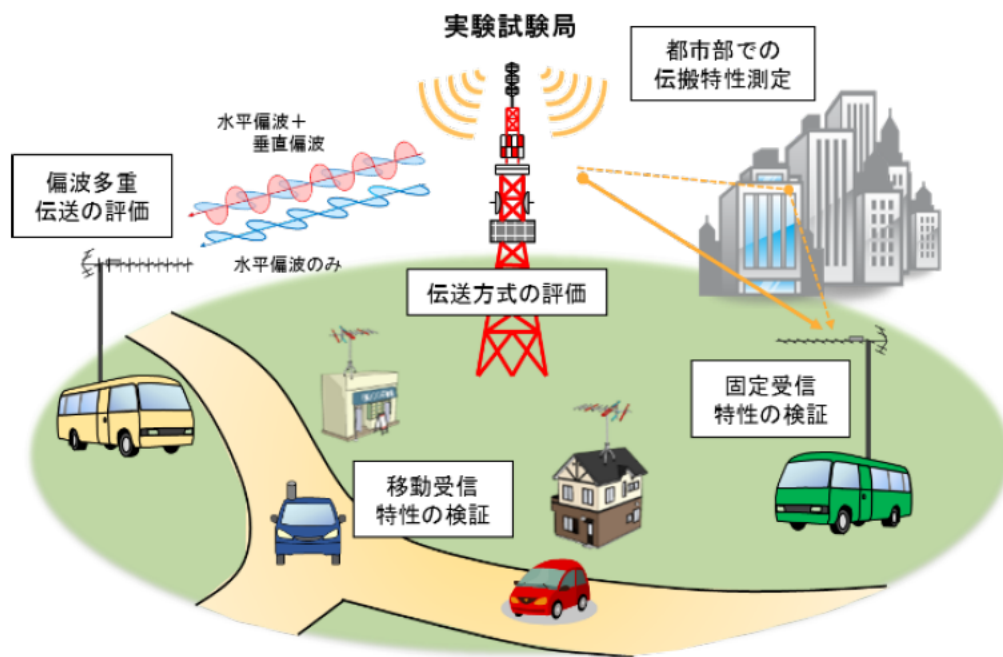 実験試験局
都市部での
伝搬特性測定
水平偏波＋
垂直偏波
偏波多重
伝送の評価
水平偏波のみ
伝送方式の評価
固定受信
特性の検証
移動受信
特性の検証